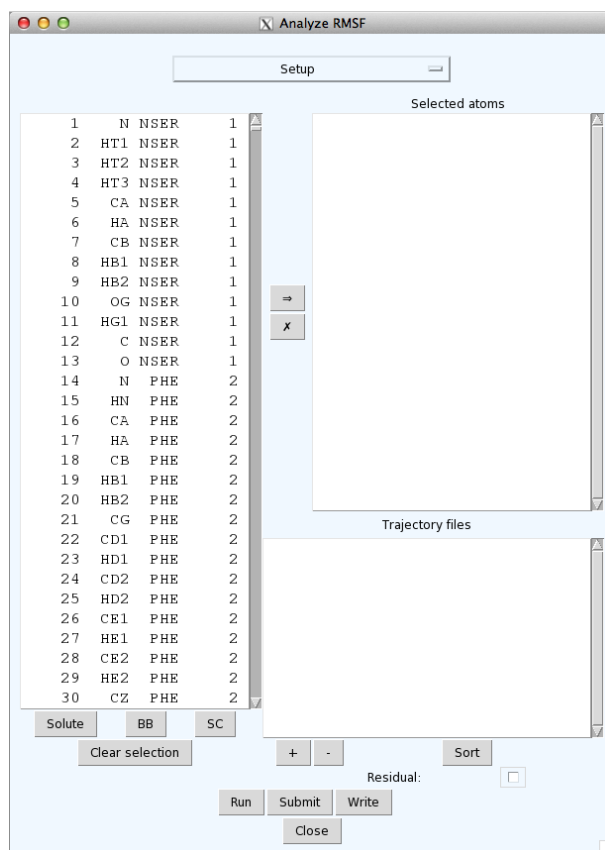 Analyze RMSF
Setup
Selected atoms
1 N NSER 1
2 HT1 NSER 1
3 HT2 NSER 1
4 HT3 NSER 1
5 CA NSER 1
6 HA NSER 1
7 CB NSER 1
8 HB1 NSER 1
9 HB2 NSER 1
10 OG NSER 1
11 HG1 NSER 1
12 C NSER 1
13 O NSER 1
14 N PHE 2
15 HN PHE 2
16 CA PHE 2
17 HA PHE 2
18 CB PHE 2
19 HB1 PHE 2
20 HB2 PHE 2
21 CG PHE 2
22 CD1 PHE 2
23 HD1 PHE 2
24 CD2 PHE 2
25 HD2 PHE 2
26 CE1 PHE 2
27 HE1 PHE 2
28 CE2 PHE 2
29 HE2 PHE 2
30 CZ PHE 2
⇒
✗
Trajectory files
Solute BB SC
Clear selection + - Sort
Residual:
Run Submit Write
Close